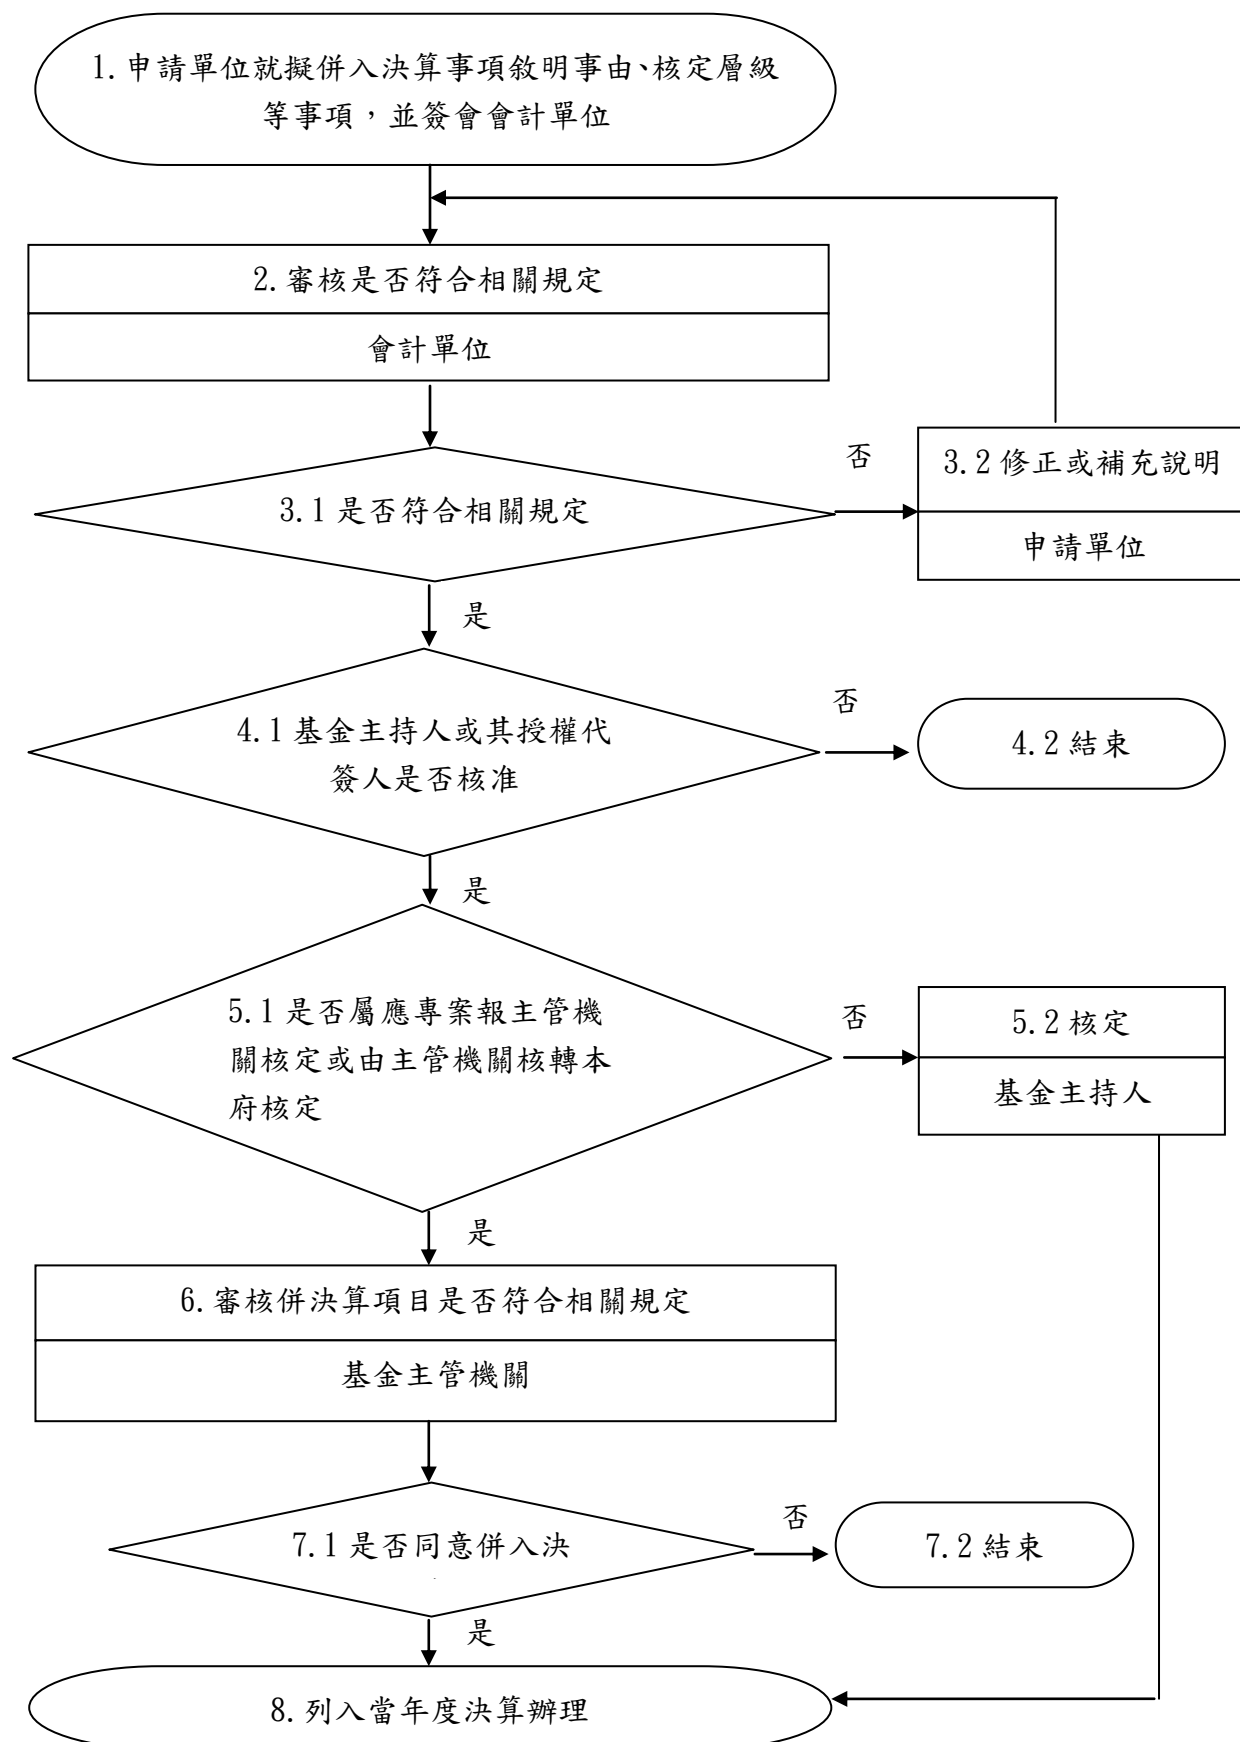 1.申請單位就擬併入決算事項敘明事由、核定層級
等事項，並簽會會計單位
2.審核是否符合相關規定
會計單位
3.1是否符合相關規定
否
3.2修正或補充說明
申請單位
是
4.1基金主持人或其授權代
簽人是否核准
否
4.2結束
是
5.1是否屬應專案報主管機
關核定或由主管機關核轉本
府核定
否
5.2核定
基金主持人
是
6.審核併決算項目是否符合相關規定
基金主管機關
7.1是否同意併入決
否
7.2結束
是
8.列入當年度決算辦理